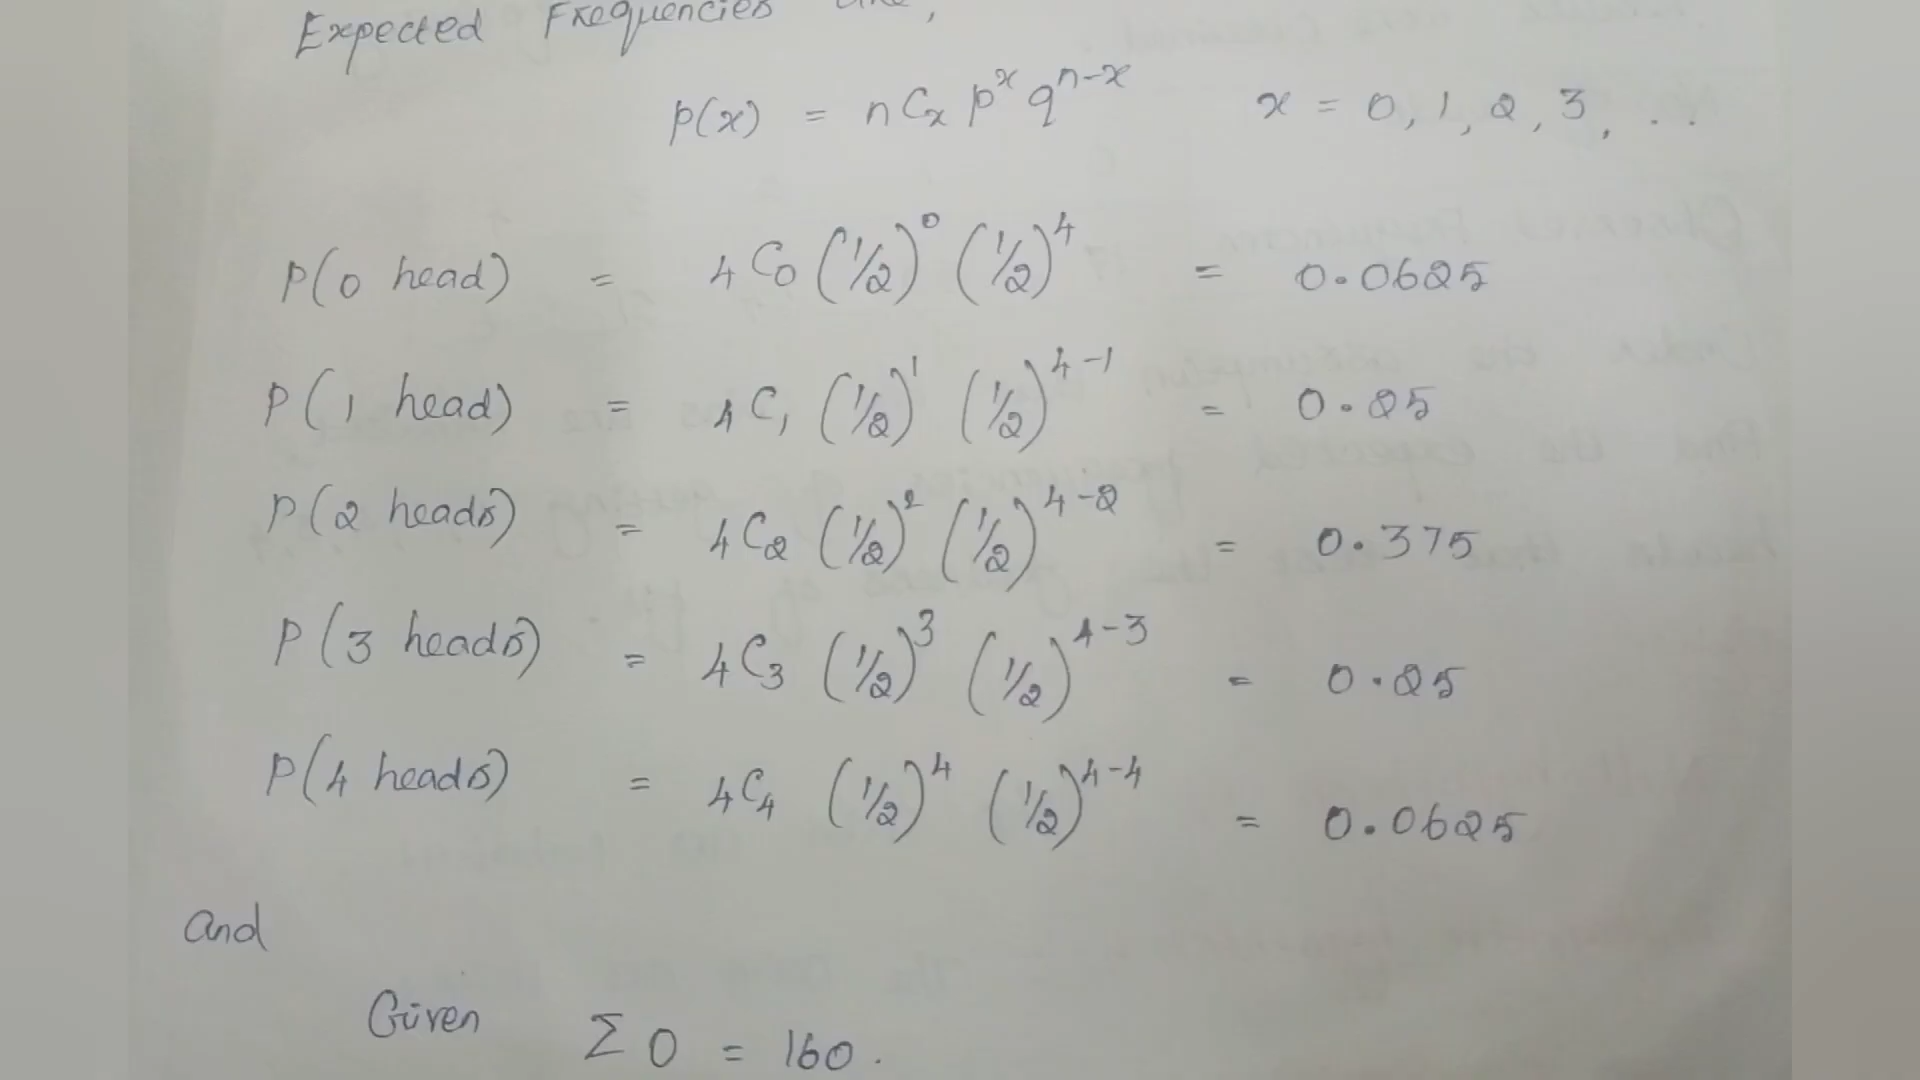 Expected Frequencies are,
p(x) = nCx p^x q^n-x x = 0, 1, 2, 3, ..
P(0 head) = 4C0 (1/2)^0 (1/2)^4 = 0.0625
P(1 head) = 4C1 (1/2)^1 (1/2)^4-1 = 0.25
P(2 heads) = 4C2 (1/2)^2 (1/2)^4-2 = 0.375
P(3 heads) = 4C3 (1/2)^3 (1/2)^4-3 = 0.25
P(4 heads) = 4C4 (1/2)^4 (1/2)^4-4 = 0.0625
and
Given Σ O = 160.